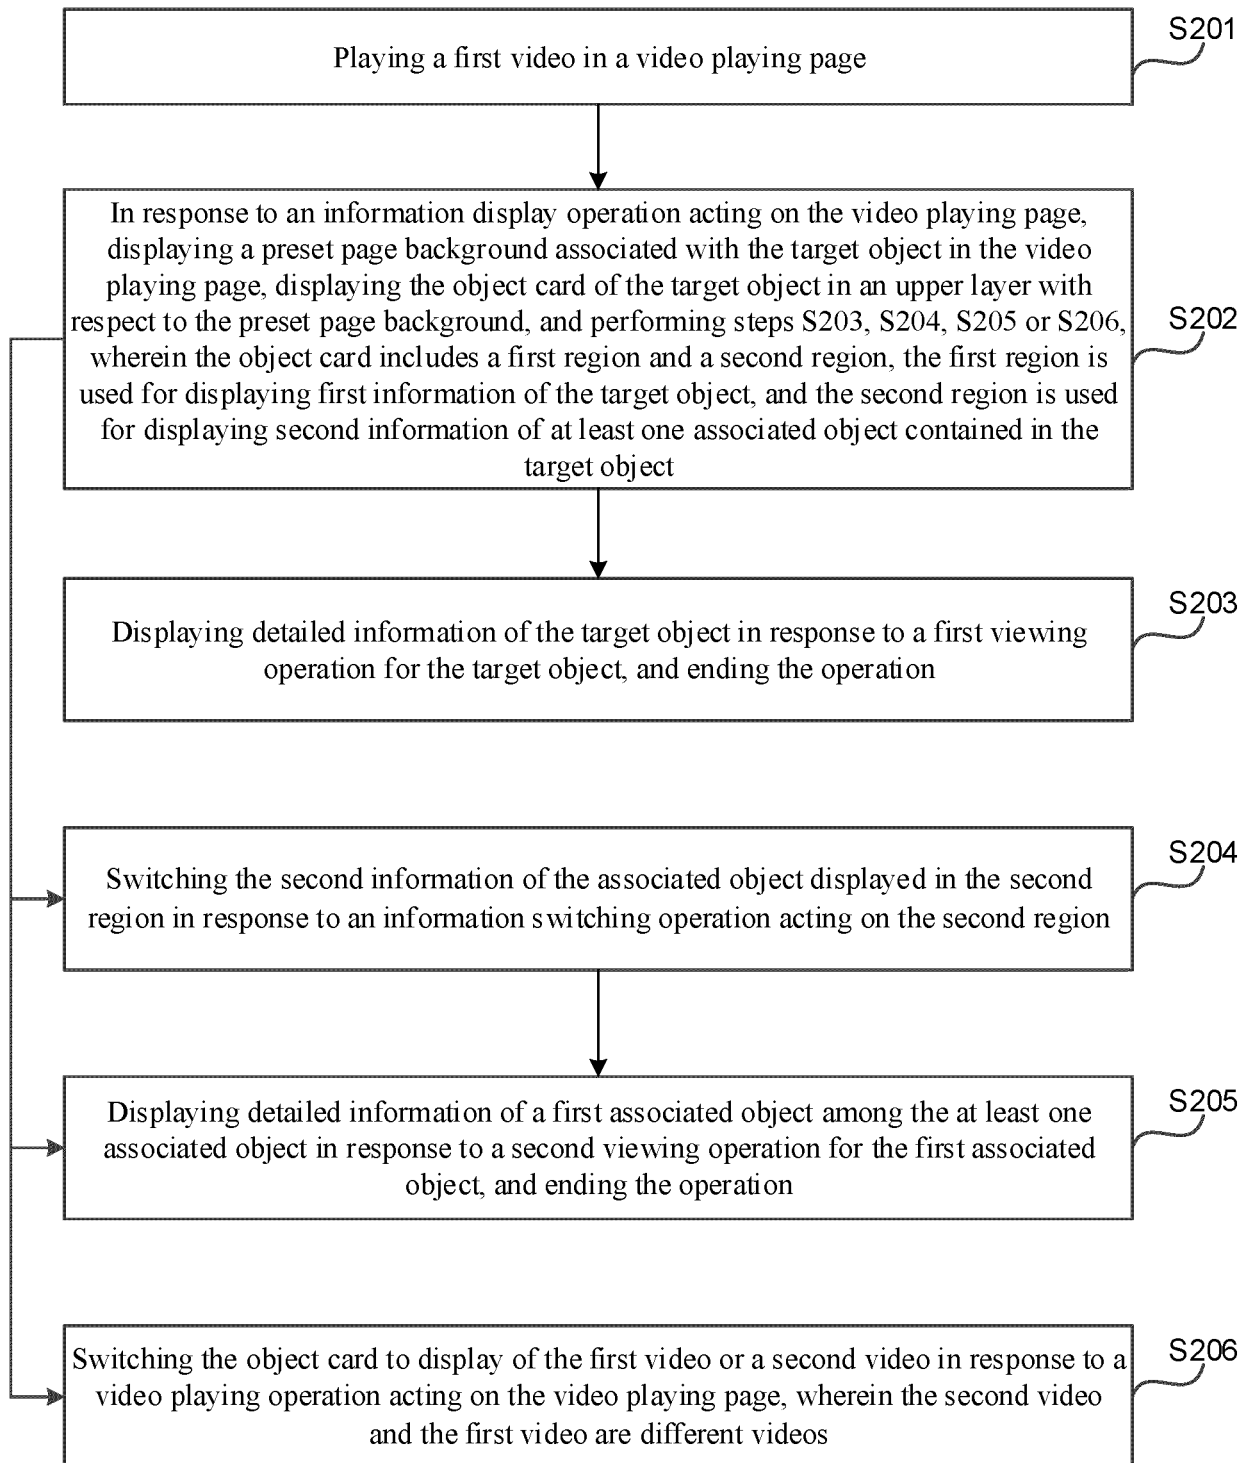 S201
Playing a first video in a video playing page
In response to an information display operation acting on the video playing page,
displaying a preset page background associated with the target object in the video
playing page, displaying the object card of the target object in an upper layer with
respect to the preset page background, and performing steps S203, S204, S205 or S206,
wherein the object card includes a first region and a second region, the first region is
used for displaying first information of the target object, and the second region is used
for displaying second information of at least one associated object contained in the
target object
S202
Displaying detailed information of the target object in response to a first viewing
operation for the target object, and ending the operation
S203
Switching the second information of the associated object displayed in the second
region in response to an information switching operation acting on the second region
S204
Displaying detailed information of a first associated object among the at least one
associated object in response to a second viewing operation for the first associated
object, and ending the operation
S205
Switching the object card to display of the first video or a second video in response to a
video playing operation acting on the video playing page, wherein the second video
and the first video are different videos
S206